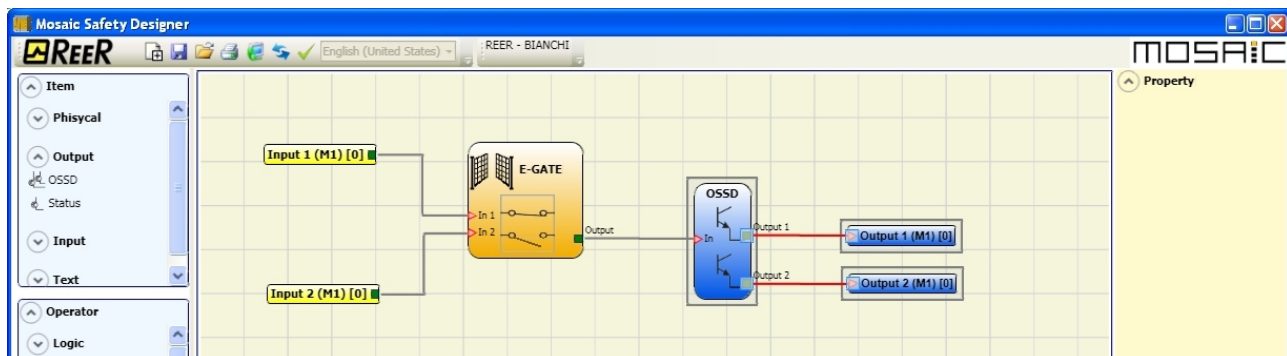 Mosaic Safety Designer
REER
English (United States)
REER - BIANCHI
MOSAIC
Item
Phisycal
Output
OSSD
Status
Input
Text
Operator
Logic
Input 1 (M1) [0]
Input 2 (M1) [0]
E-GATE
In 1
In 2
Output
OSSD
In
Output 1
Output 2
Output 1 (M1) [0]
Output 2 (M1) [0]
Property